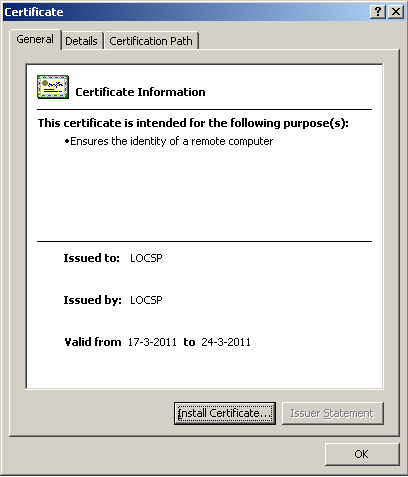 Certificate
General Details Certification Path
Certificate Information
This certificate is intended for the following purpose(s):
•Ensures the identity of a remote computer
Issued to: LOCSP
Issued by: LOCSP
Valid from 17-3-2011 to 24-3-2011
Install Certificate... Issuer Statement
OK